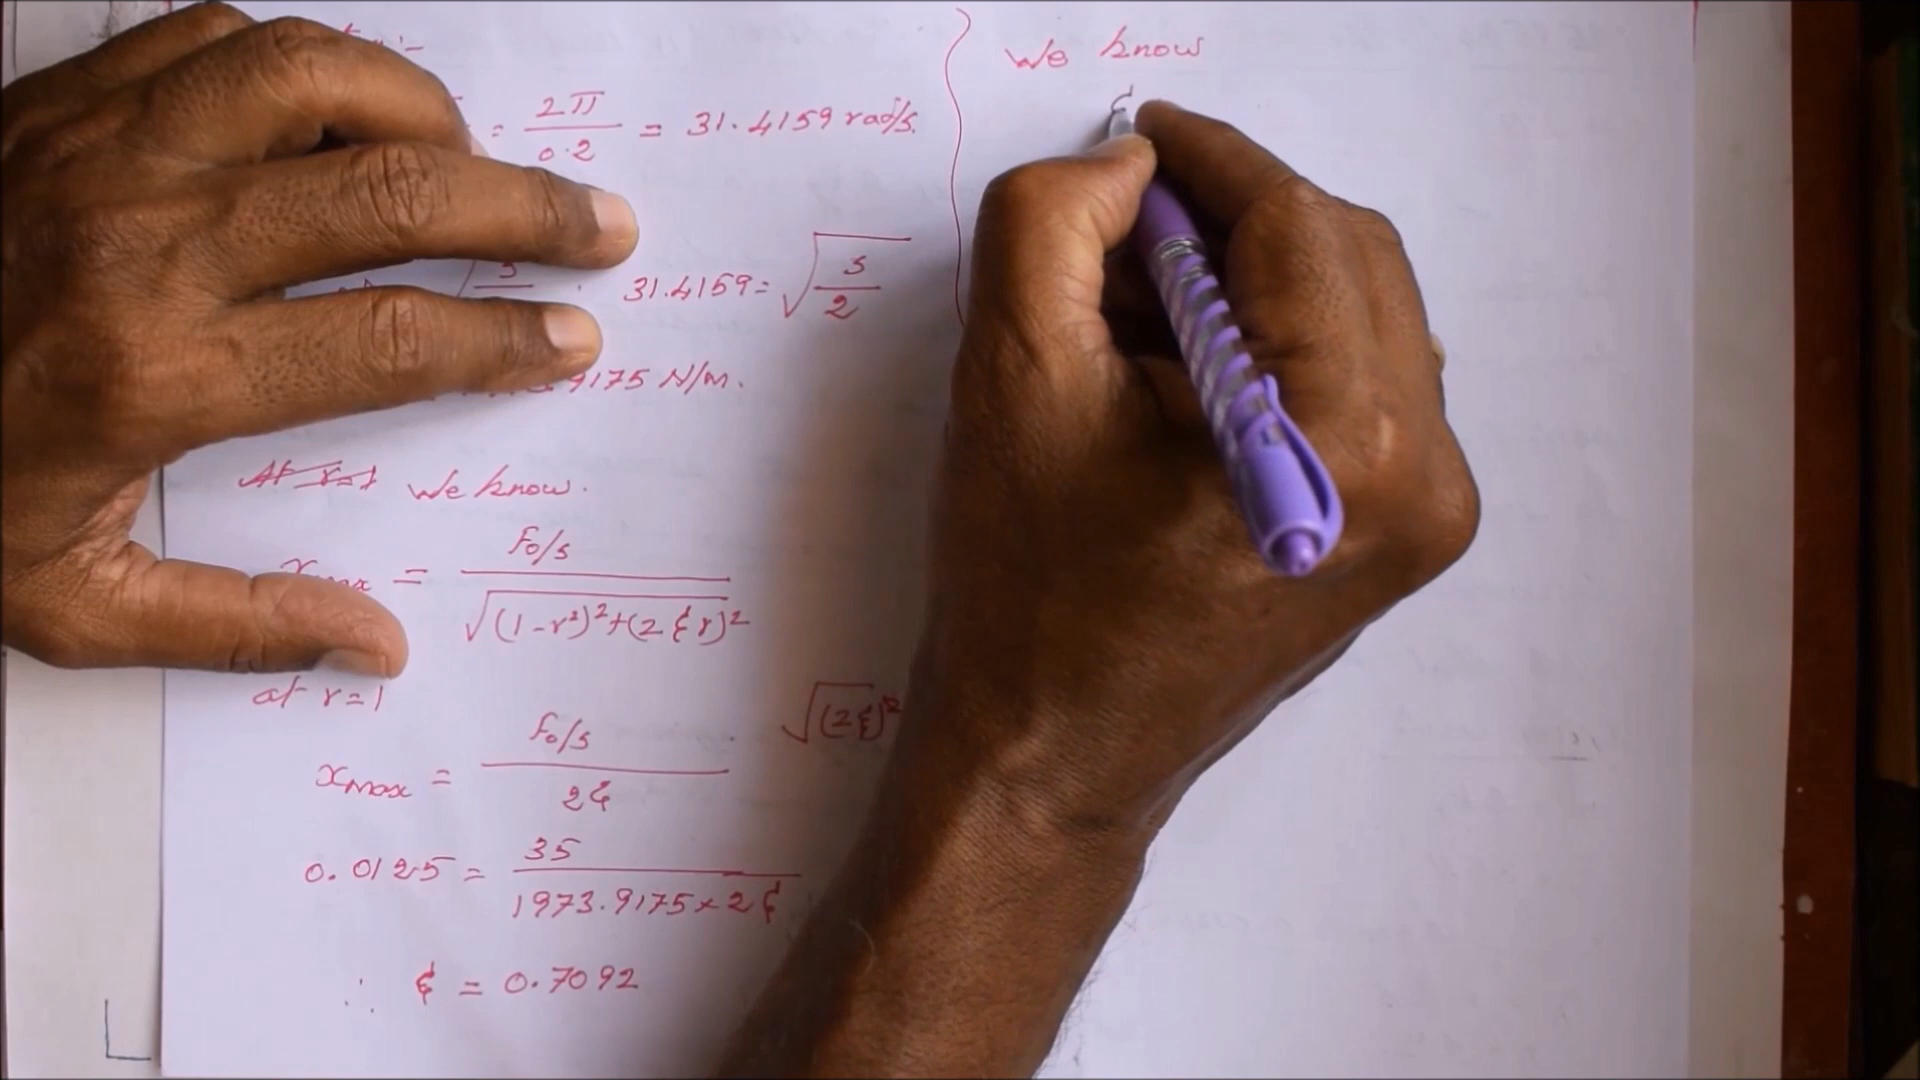 = 2π/0.2 = 31.4159 rad/s.
31.4159 = √(s/2)
9175 N/m.
At r=1 We know.
xmax = F0/s / √((1-r²)²+(2ξr)²
at r=1
xmax = F0/s / 2ξ √(2ξ)²
0.0125 = 35 / 1973.9175×2ξ
∴ ξ = 0.7092
We know
ξ